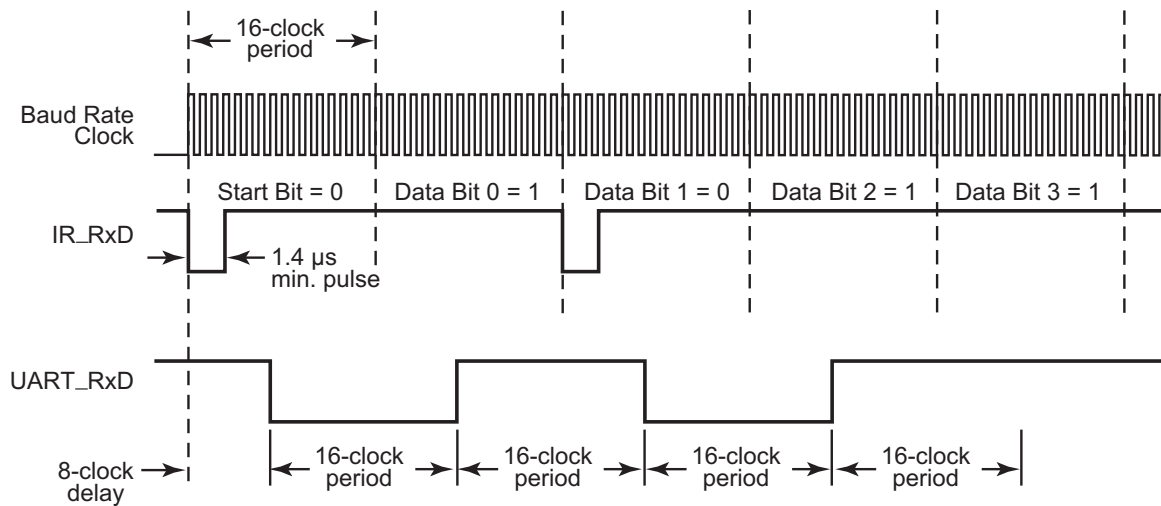 16-clock
period
Baud Rate
Clock
Start Bit = 0
Data Bit 0 = 1
Data Bit 1 = 0
Data Bit 2 = 1
Data Bit 3 = 1
IR_RxD
1.4 µs
min. pulse
UART_RxD
8-clock
delay
16-clock
period
16-clock
period
16-clock
period
16-clock
period